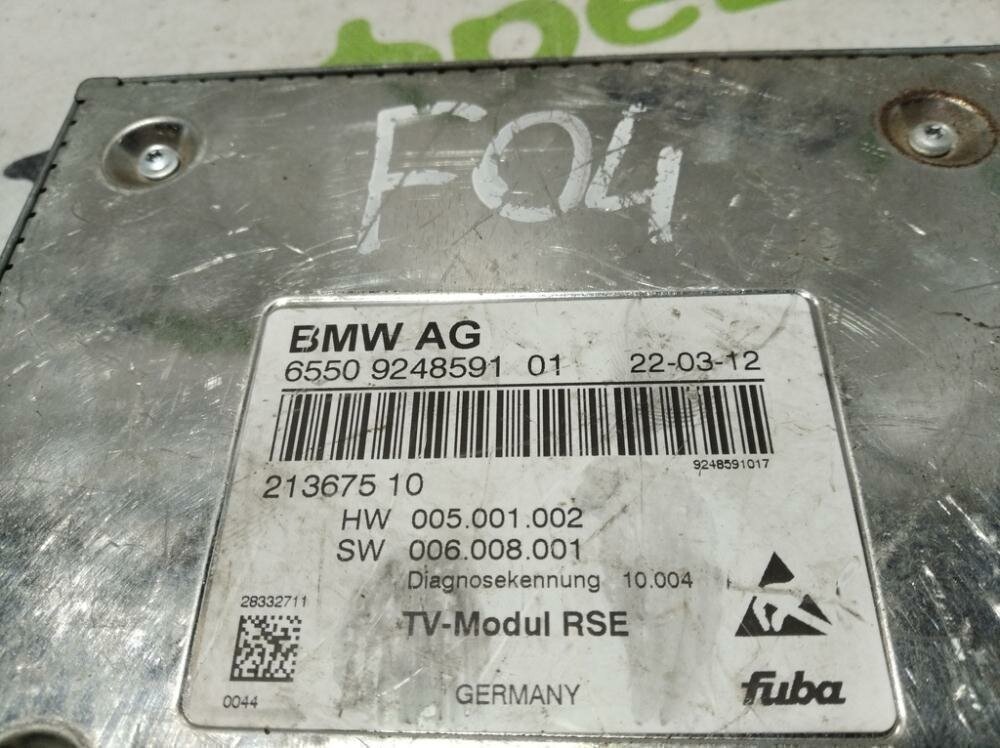 F04
BMW AG
6550 9248591 01 22-03-12
9248591017
213675 10
HW 005.001.002
SW 006.008.001
Diagnosekennung 10.004
28332711
TV-Modul RSE
0044
GERMANY
fuba